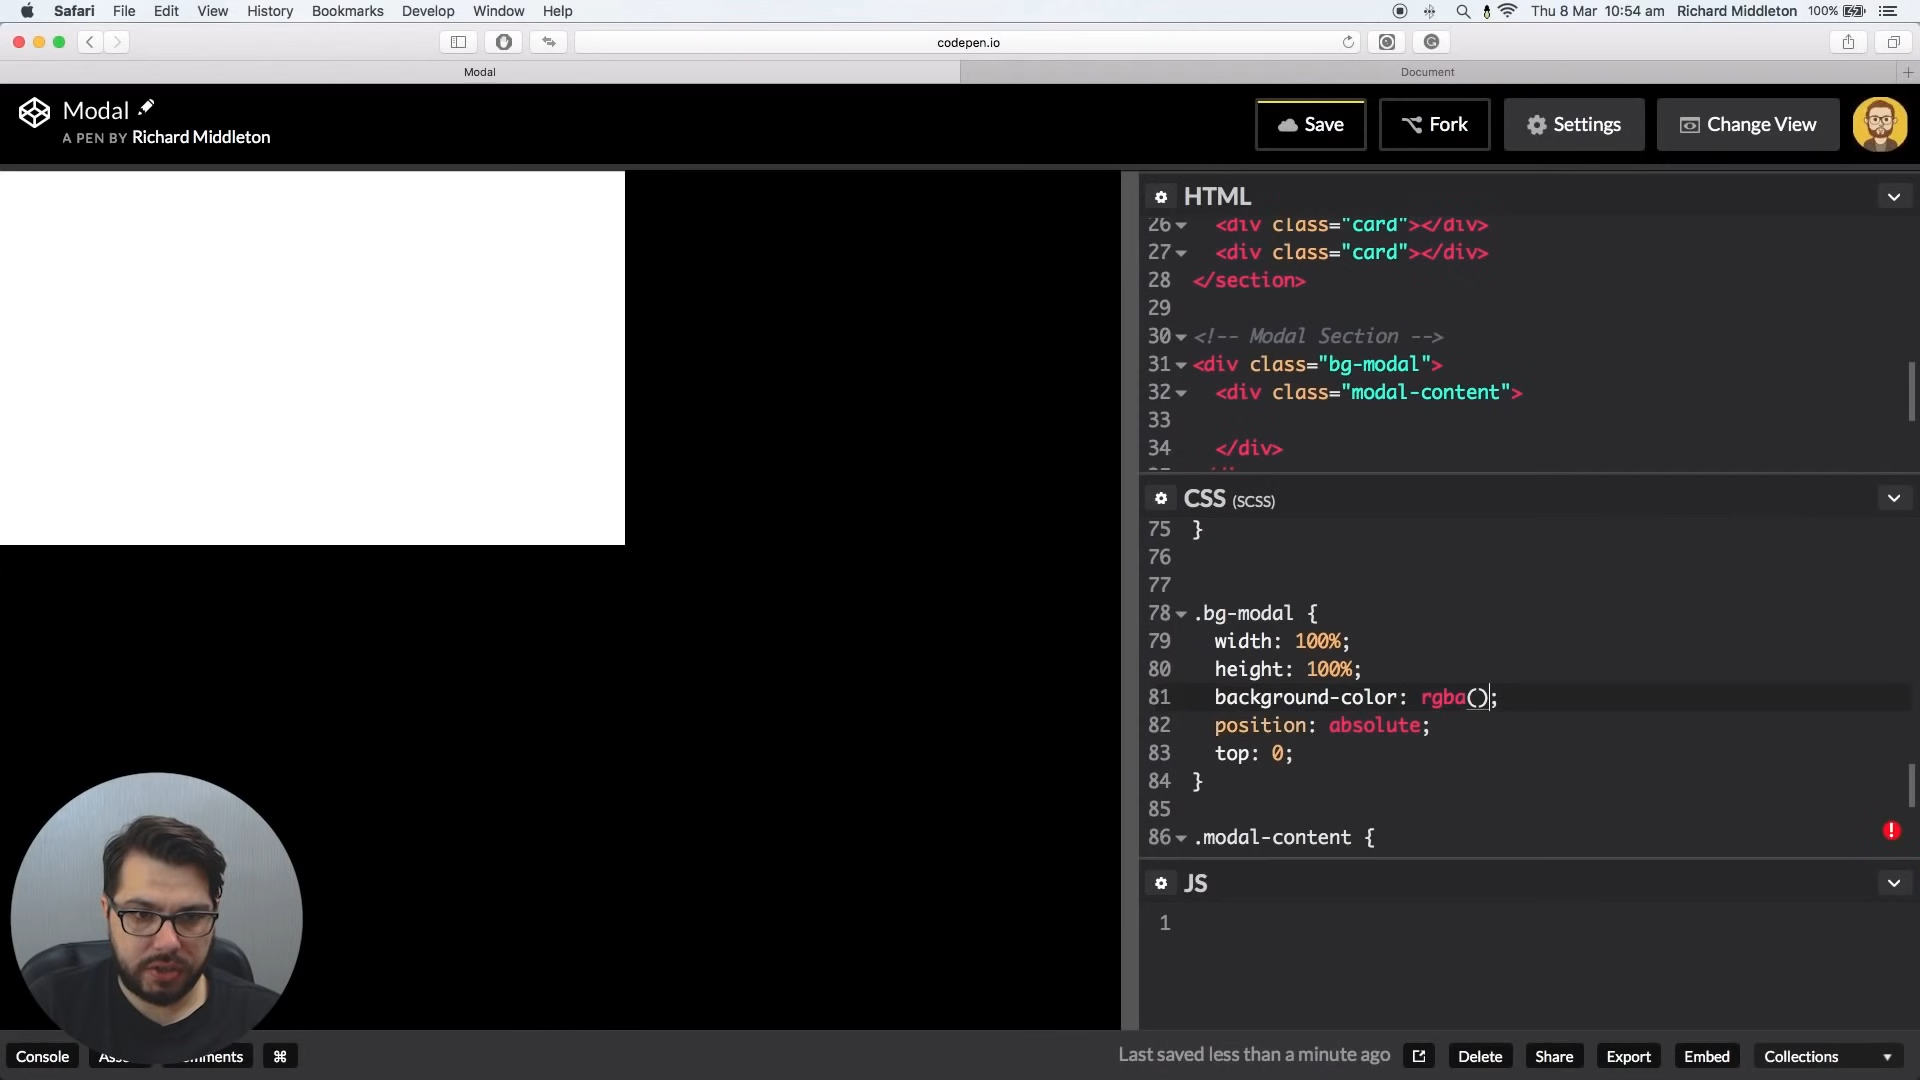 Safari File Edit View History Bookmarks Develop Window Help
Thu 8 Mar 10:54 am Richard Middleton 100%
codepen.io
Modal
Document
Modal
A PEN BY Richard Middleton
Save
Fork
Settings
Change View
HTML
26 <div class="card"></div>
27 <div class="card"></div>
28 </section>
29
30 <!-- Modal Section -->
31 <div class="bg-modal">
32 <div class="modal-content">
33
34 </div>
CSS (SCSS)
75 }
76
77
78 .bg-modal {
79 width: 100%;
80 height: 100%;
81 background-color: rgba();
82 position: absolute;
83 top: 0;
84 }
85
86 .modal-content {
JS
1
Console
Last saved less than a minute ago
Delete
Share
Export
Embed
Collections